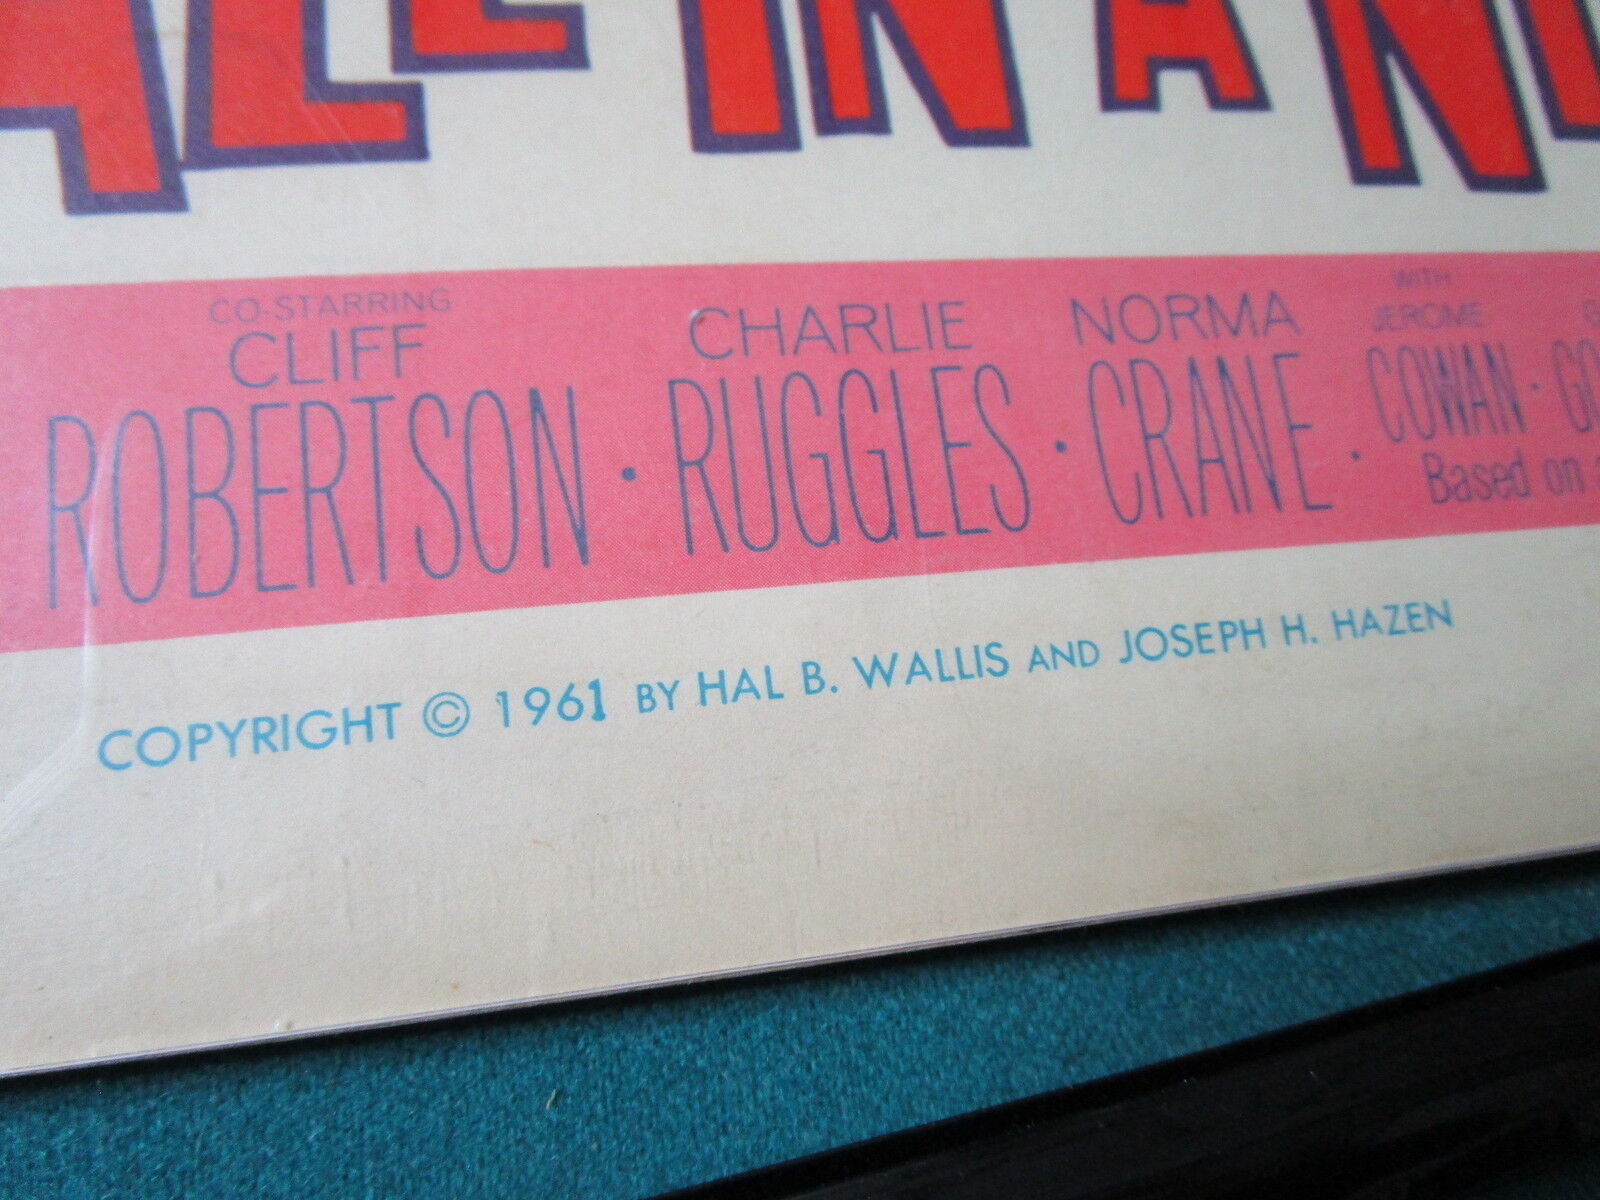 ALL IN A NI
CO-STARRING
CLIFF ROBERTSON · CHARLIE RUGGLES · NORMA CRANE · WITH JEROME COWAN ·
Based on
COPYRIGHT © 1961 BY HAL B. WALLIS AND JOSEPH H. HAZEN